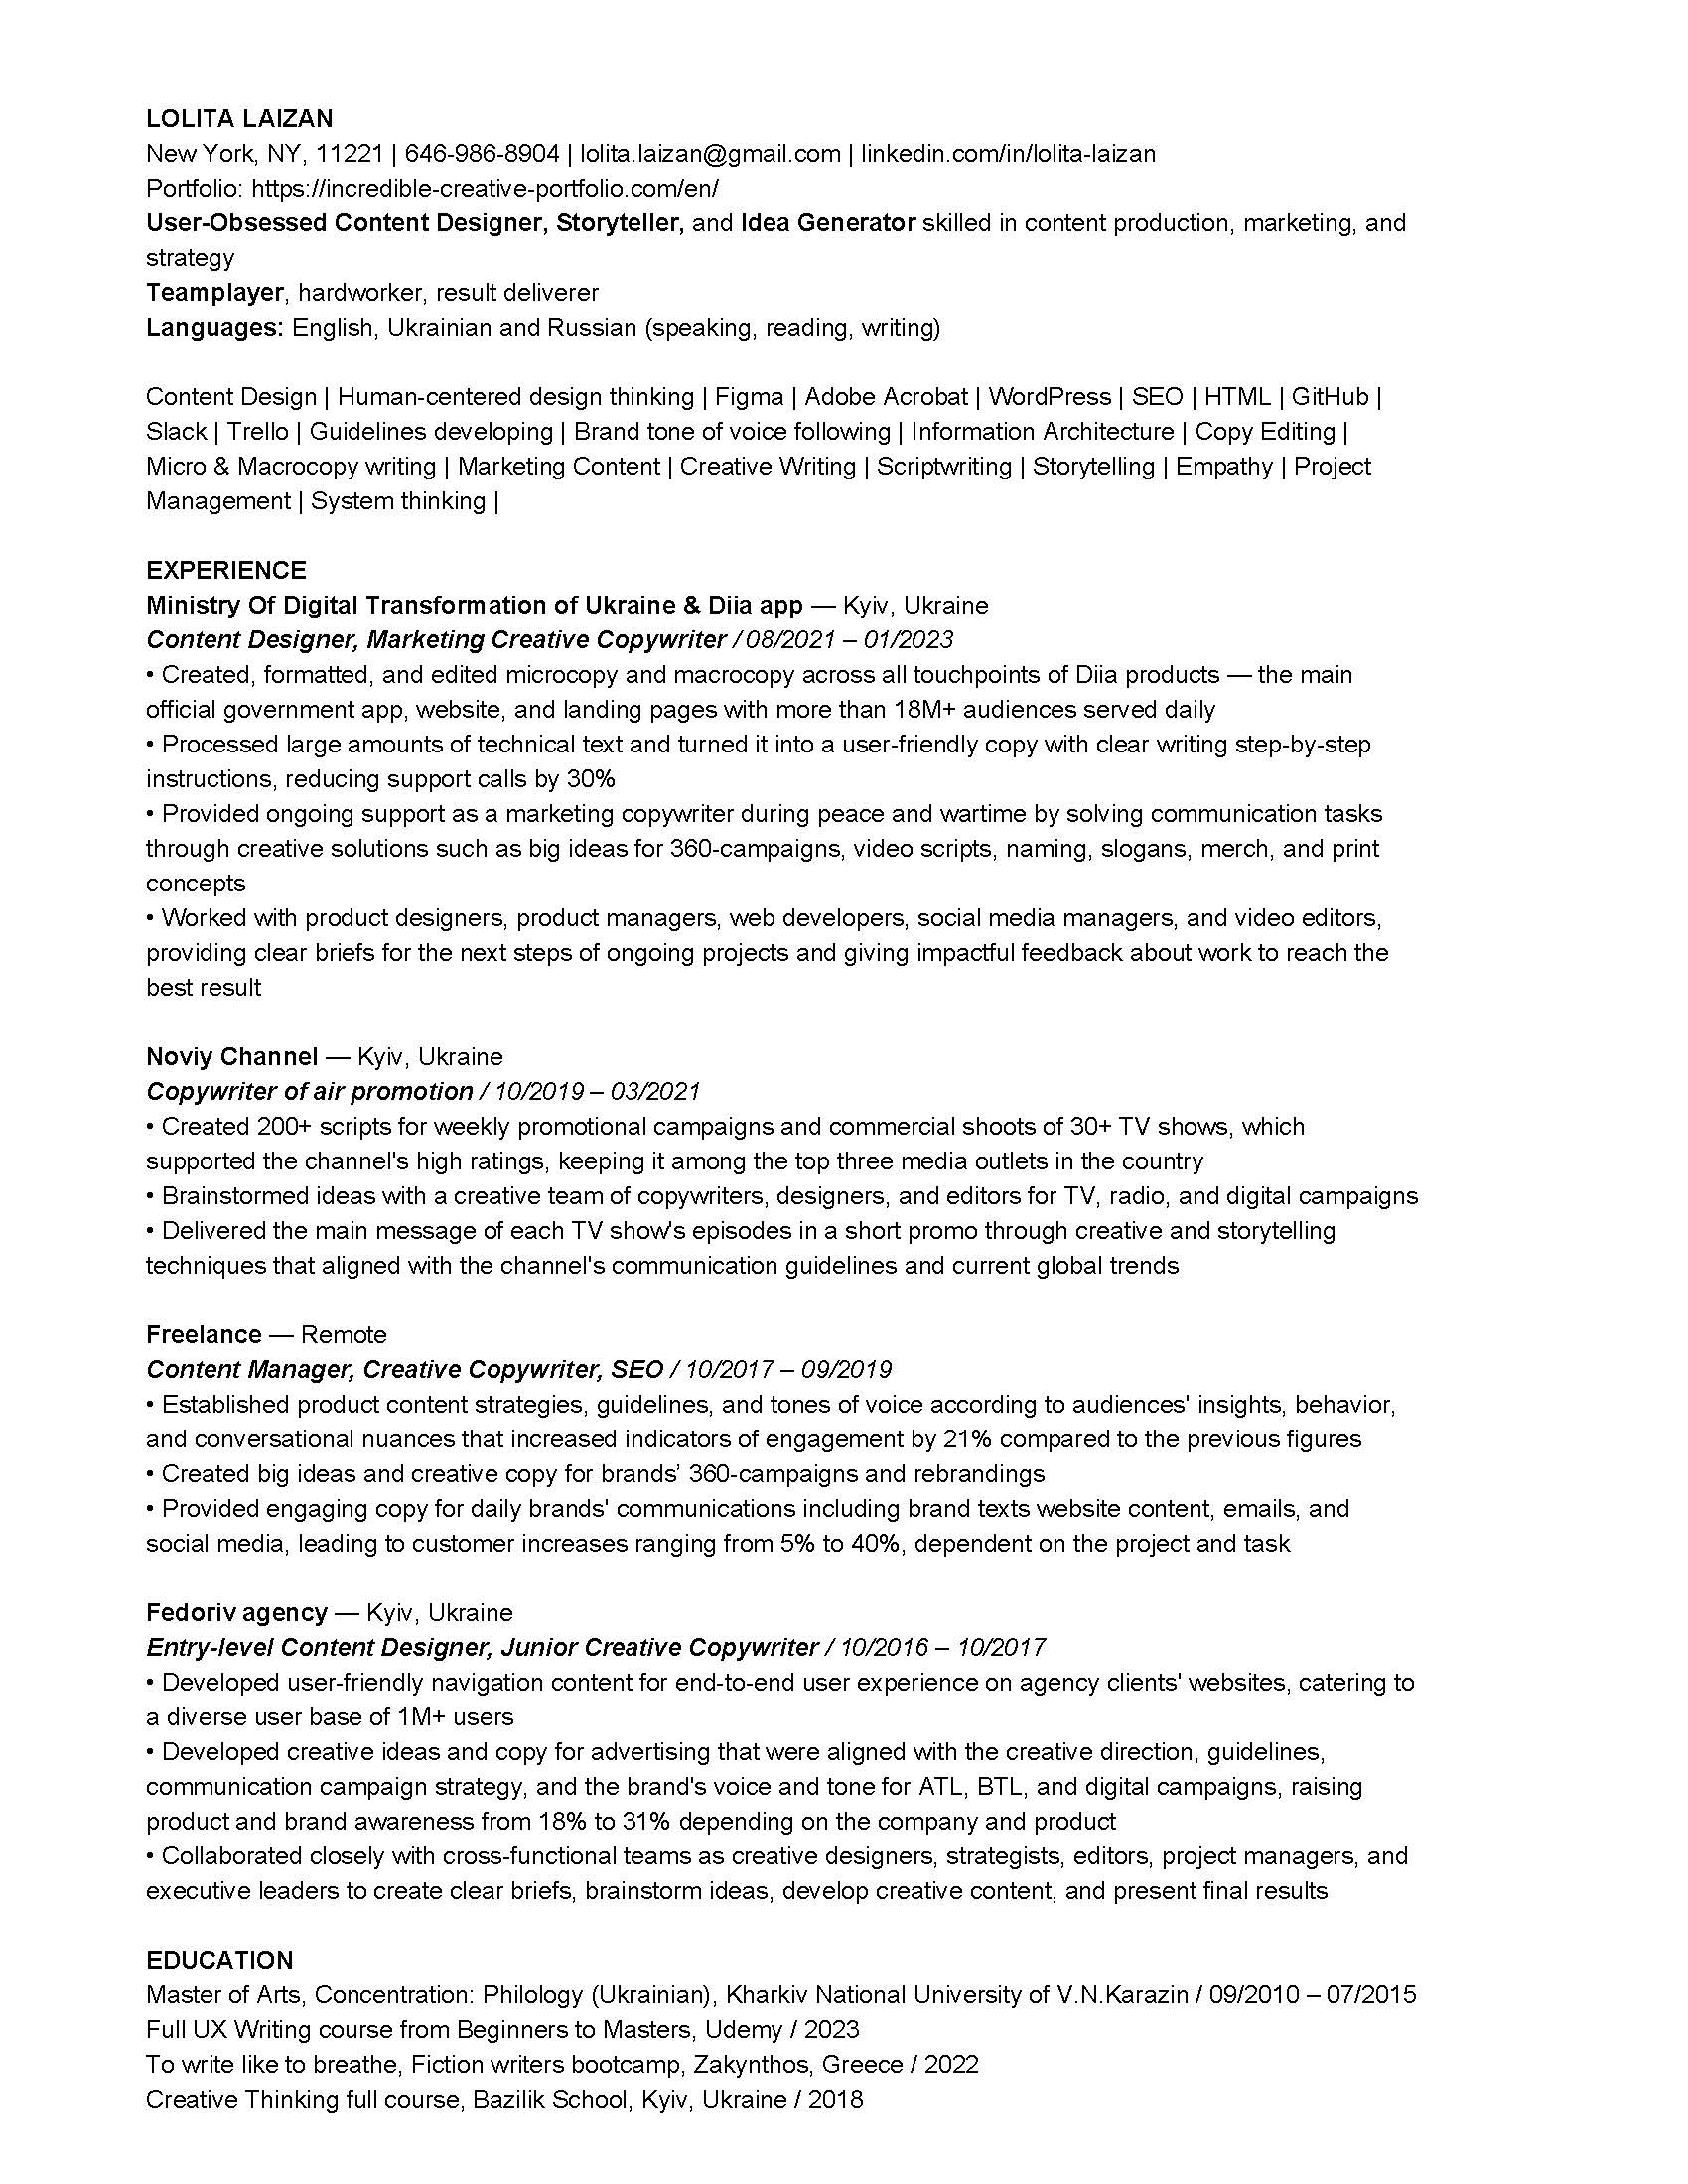 LOLITA LAIZAN
New York, NY, 11221 | 646-986-8904 | lolita.laizan@gmail.com | linkedin.com/in/lolita-laizan
Portfolio: https://incredible-creative-portfolio.com/en/
User-Obsessed Content Designer, Storyteller, and Idea Generator skilled in content production, marketing, and
strategy
Teamplayer, hardworker, result deliverer
Languages: English, Ukrainian and Russian (speaking, reading, writing)
Content Design | Human-centered design thinking | Figma | Adobe Acrobat | WordPress | SEO | HTML | GitHub |
Slack | Trello | Guidelines developing | Brand tone of voice following | Information Architecture | Copy Editing |
Micro & Macrocopy writing | Marketing Content | Creative Writing | Scriptwriting | Storytelling | Empathy | Project
Management | System thinking |
EXPERIENCE
Ministry Of Digital Transformation of Ukraine & Diia app — Kyiv, Ukraine
Content Designer, Marketing Creative Copywriter / 08/2021 – 01/2023
• Created, formatted, and edited microcopy and macrocopy across all touchpoints of Diia products — the main
official government app, website, and landing pages with more than 18M+ audiences served daily
• Processed large amounts of technical text and turned it into a user-friendly copy with clear writing step-by-step
instructions, reducing support calls by 30%
• Provided ongoing support as a marketing copywriter during peace and wartime by solving communication tasks
through creative solutions such as big ideas for 360-campaigns, video scripts, naming, slogans, merch, and print
concepts
• Worked with product designers, product managers, web developers, social media managers, and video editors,
providing clear briefs for the next steps of ongoing projects and giving impactful feedback about work to reach the
best result
Noviy Channel — Kyiv, Ukraine
Copywriter of air promotion / 10/2019 – 03/2021
• Created 200+ scripts for weekly promotional campaigns and commercial shoots of 30+ TV shows, which
supported the channel's high ratings, keeping it among the top three media outlets in the country
• Brainstormed ideas with a creative team of copywriters, designers, and editors for TV, radio, and digital campaigns
• Delivered the main message of each TV show's episodes in a short promo through creative and storytelling
techniques that aligned with the channel's communication guidelines and current global trends
Freelance — Remote
Content Manager, Creative Copywriter, SEO / 10/2017 – 09/2019
• Established product content strategies, guidelines, and tones of voice according to audiences' insights, behavior,
and conversational nuances that increased indicators of engagement by 21% compared to the previous figures
• Created big ideas and creative copy for brands’ 360-campaigns and rebrandings
• Provided engaging copy for daily brands' communications including brand texts website content, emails, and
social media, leading to customer increases ranging from 5% to 40%, dependent on the project and task
Fedoriv agency — Kyiv, Ukraine
Entry-level Content Designer, Junior Creative Copywriter / 10/2016 – 10/2017
• Developed user-friendly navigation content for end-to-end user experience on agency clients' websites, catering to
a diverse user base of 1M+ users
• Developed creative ideas and copy for advertising that were aligned with the creative direction, guidelines,
communication campaign strategy, and the brand's voice and tone for ATL, BTL, and digital campaigns, raising
product and brand awareness from 18% to 31% depending on the company and product
• Collaborated closely with cross-functional teams as creative designers, strategists, editors, project managers, and
executive leaders to create clear briefs, brainstorm ideas, develop creative content, and present final results
EDUCATION
Master of Arts, Concentration: Philology (Ukrainian), Kharkiv National University of V.N.Karazin / 09/2010 – 07/2015
Full UX Writing course from Beginners to Masters, Udemy / 2023
To write like to breathe, Fiction writers bootcamp, Zakynthos, Greece / 2022
Creative Thinking full course, Bazilik School, Kyiv, Ukraine / 2018